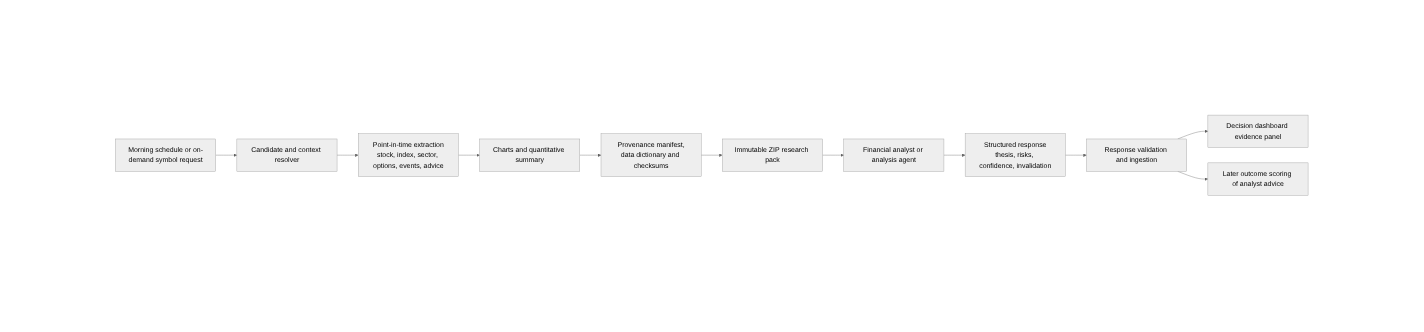 Morning schedule or on-
demand symbol request
Candidate and context
resolver
Point-in-time extraction
stock, index, sector,
options, events, advice
Charts and quantitative
summary
Provenance manifest,
data dictionary and
checksums
Immutable ZIP research
pack
Financial analyst or
analysis agent
Structured response
thesis, risks,
confidence, invalidation
Response validation
and ingestion
Decision dashboard
evidence panel
Later outcome scoring
of analyst advice